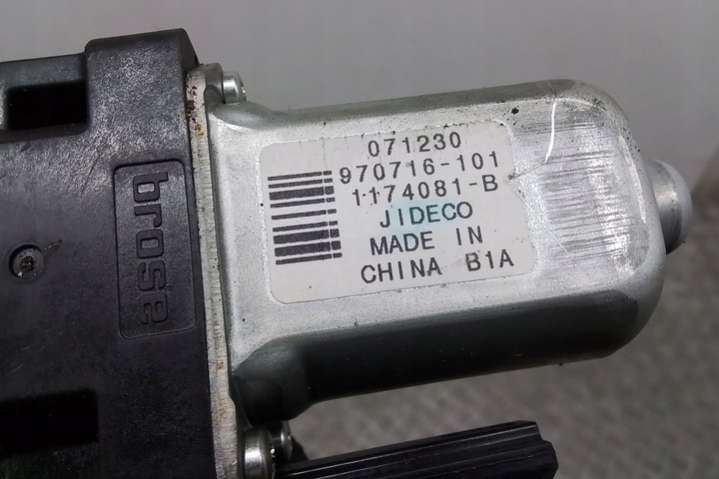 brose
071230
970716-101
1174081-B
JIDECO
MADE IN
CHINA B1A